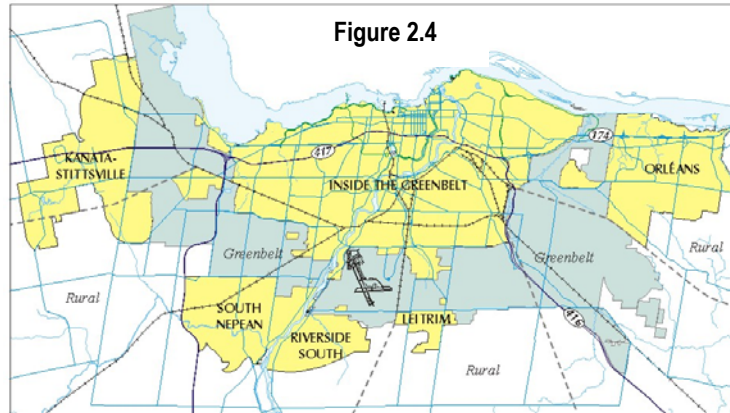 Figure 2.4
174
417
KANATA-
STITTSVILLE
ORLÉANS
INSIDE THE GREENBELT
Greenbelt
Greenbelt
Rural
Rural
SOUTH
NEPEAN
RIVERSIDE
SOUTH
LEITRIM
416
Rural